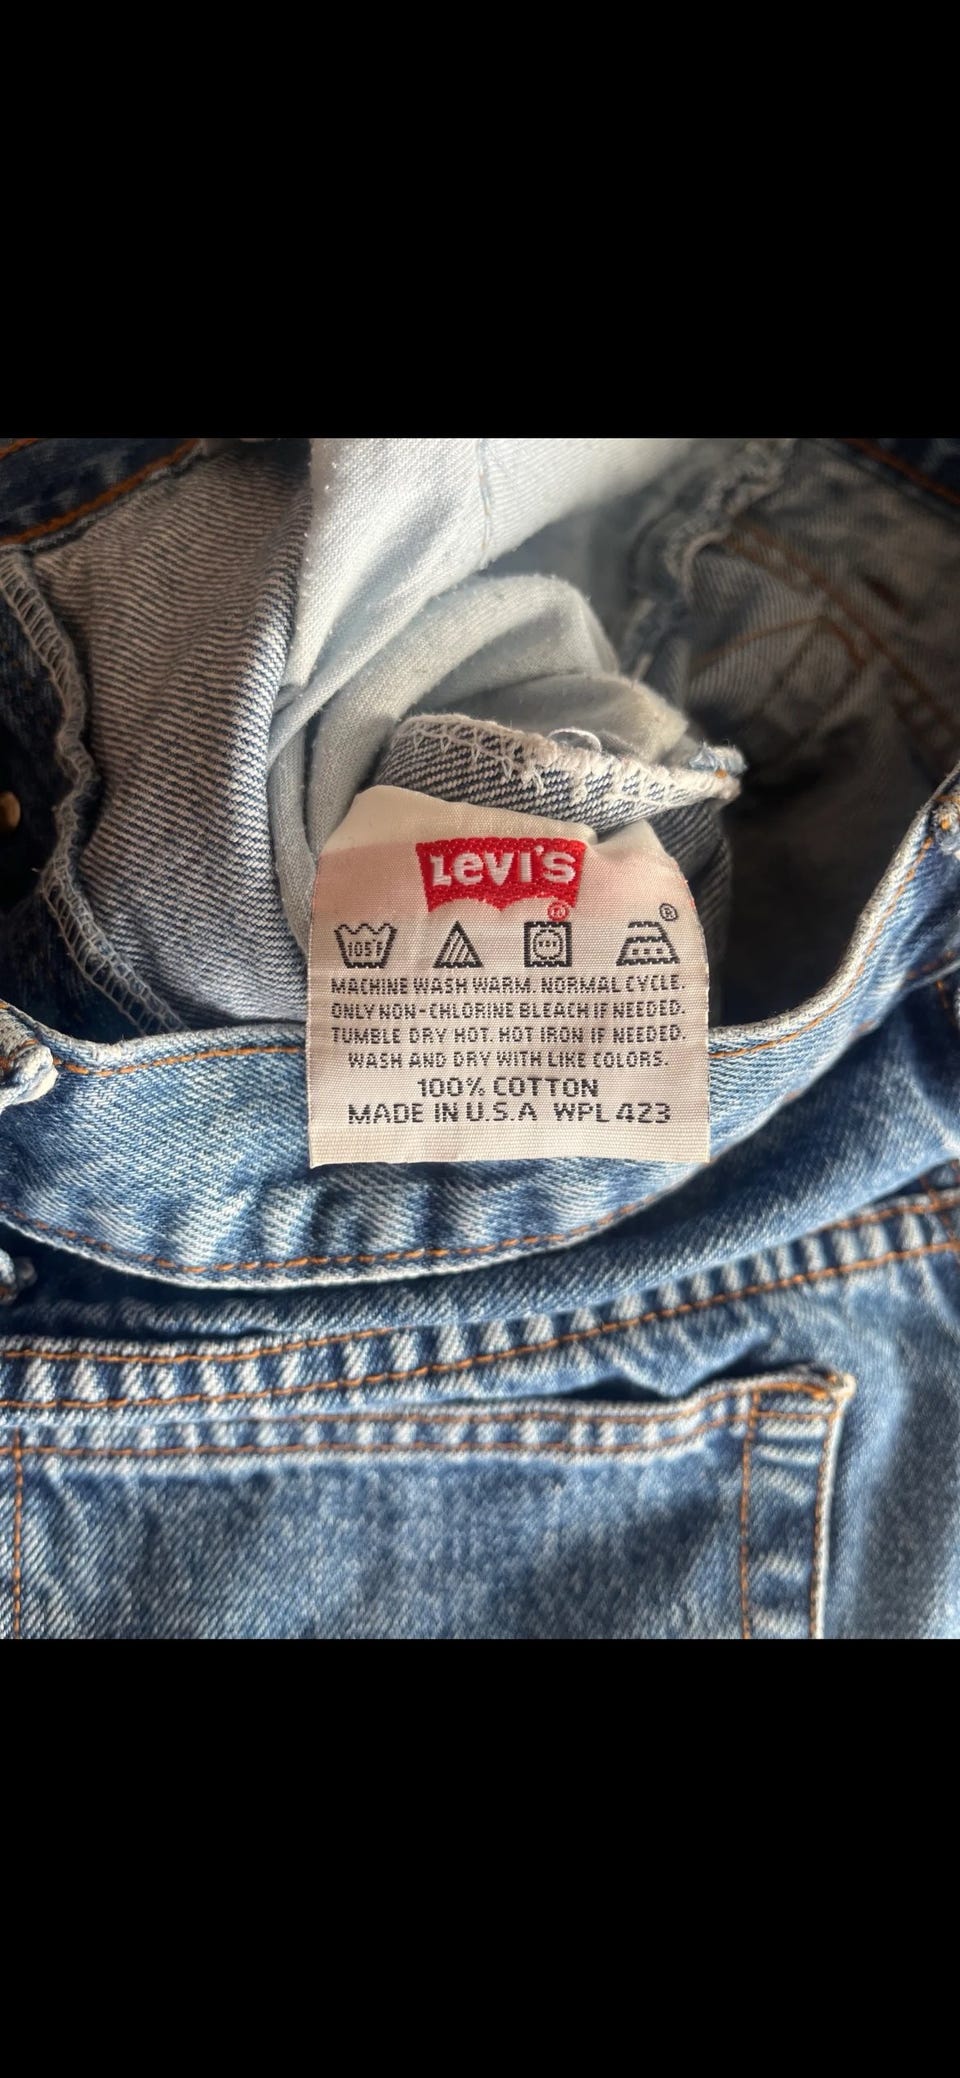 LEVI'S
®
®
105°F
MACHINE WASH WARM. NORMAL CYCLE.
ONLY NON-CHLORINE BLEACH IF NEEDED.
TUMBLE DRY HOT. HOT IRON IF NEEDED.
WASH AND DRY WITH LIKE COLORS.
100% COTTON
MADE IN U.S.A WPL 423